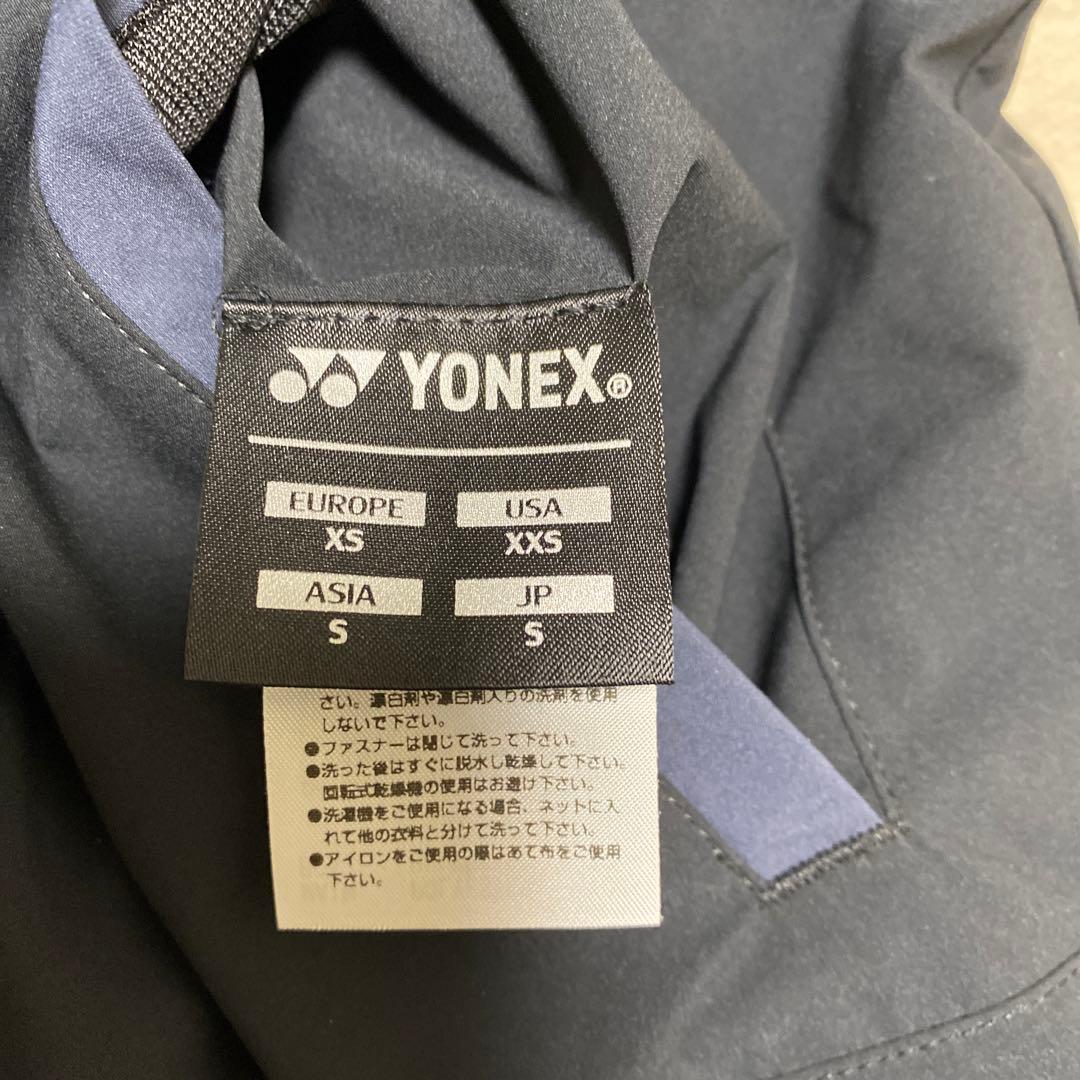 YONEX®
EUROPE USA
XS XXS
ASIA JP
S S
さい。漂白剤や漂白剤入りの洗剤を使用
しないで下さい。
●ファスナーは閉じて洗って下さい。
●洗った後はすぐに脱水し乾燥して下さい。
回転式乾燥機の使用はお避け下さい。
●洗濯機をご使用になる場合、ネットに入
れて他の衣料と分けて洗って下さい。
●アイロンをご使用の際はあて布をご使用
下さい。